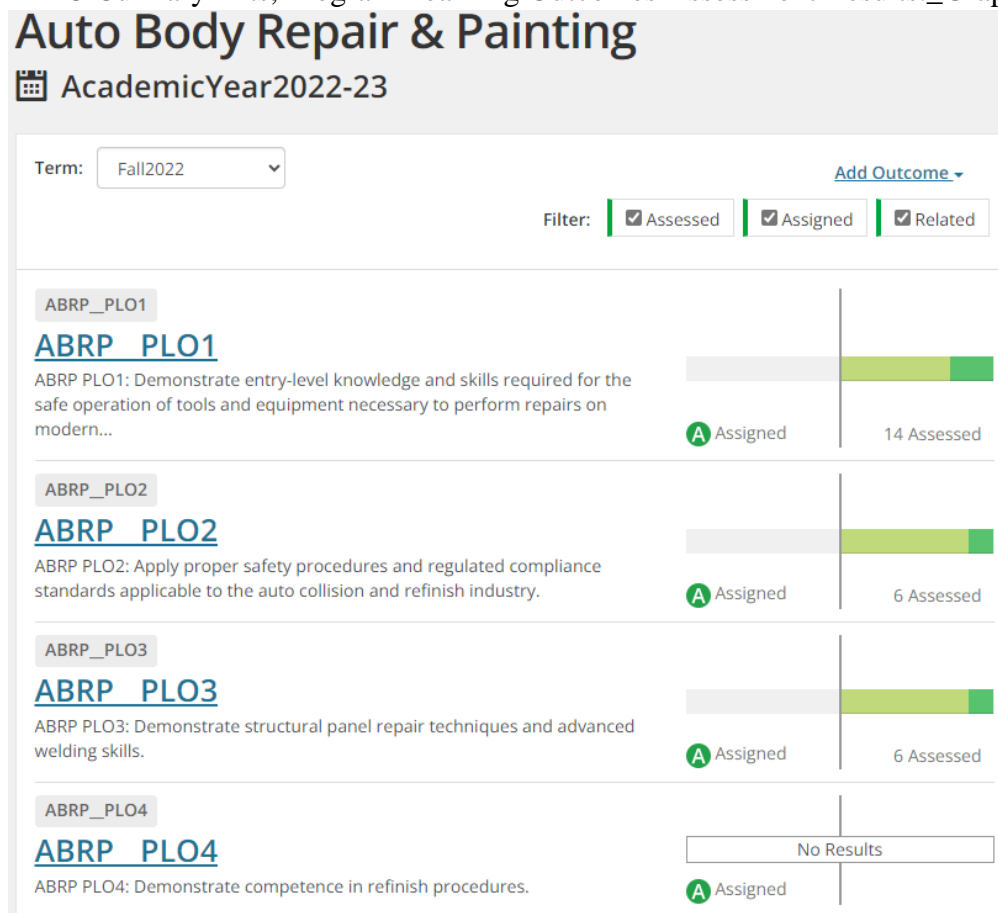 Auto Body Repair & Painting
AcademicYear2022-23
Term: Fall2022
Add Outcome
Filter: Assessed Assigned Related
ABRP__PLO1
ABRP__PLO1
ABRP PLO1: Demonstrate entry-level knowledge and skills required for the
safe operation of tools and equipment necessary to perform repairs on
modern...
A Assigned 14 Assessed
ABRP__PLO2
ABRP__PLO2
ABRP PLO2: Apply proper safety procedures and regulated compliance
standards applicable to the auto collision and refinish industry.
A Assigned 6 Assessed
ABRP__PLO3
ABRP__PLO3
ABRP PLO3: Demonstrate structural panel repair techniques and advanced
welding skills.
A Assigned 6 Assessed
ABRP__PLO4
ABRP__PLO4
No Results
ABRP PLO4: Demonstrate competence in refinish procedures.
A Assigned